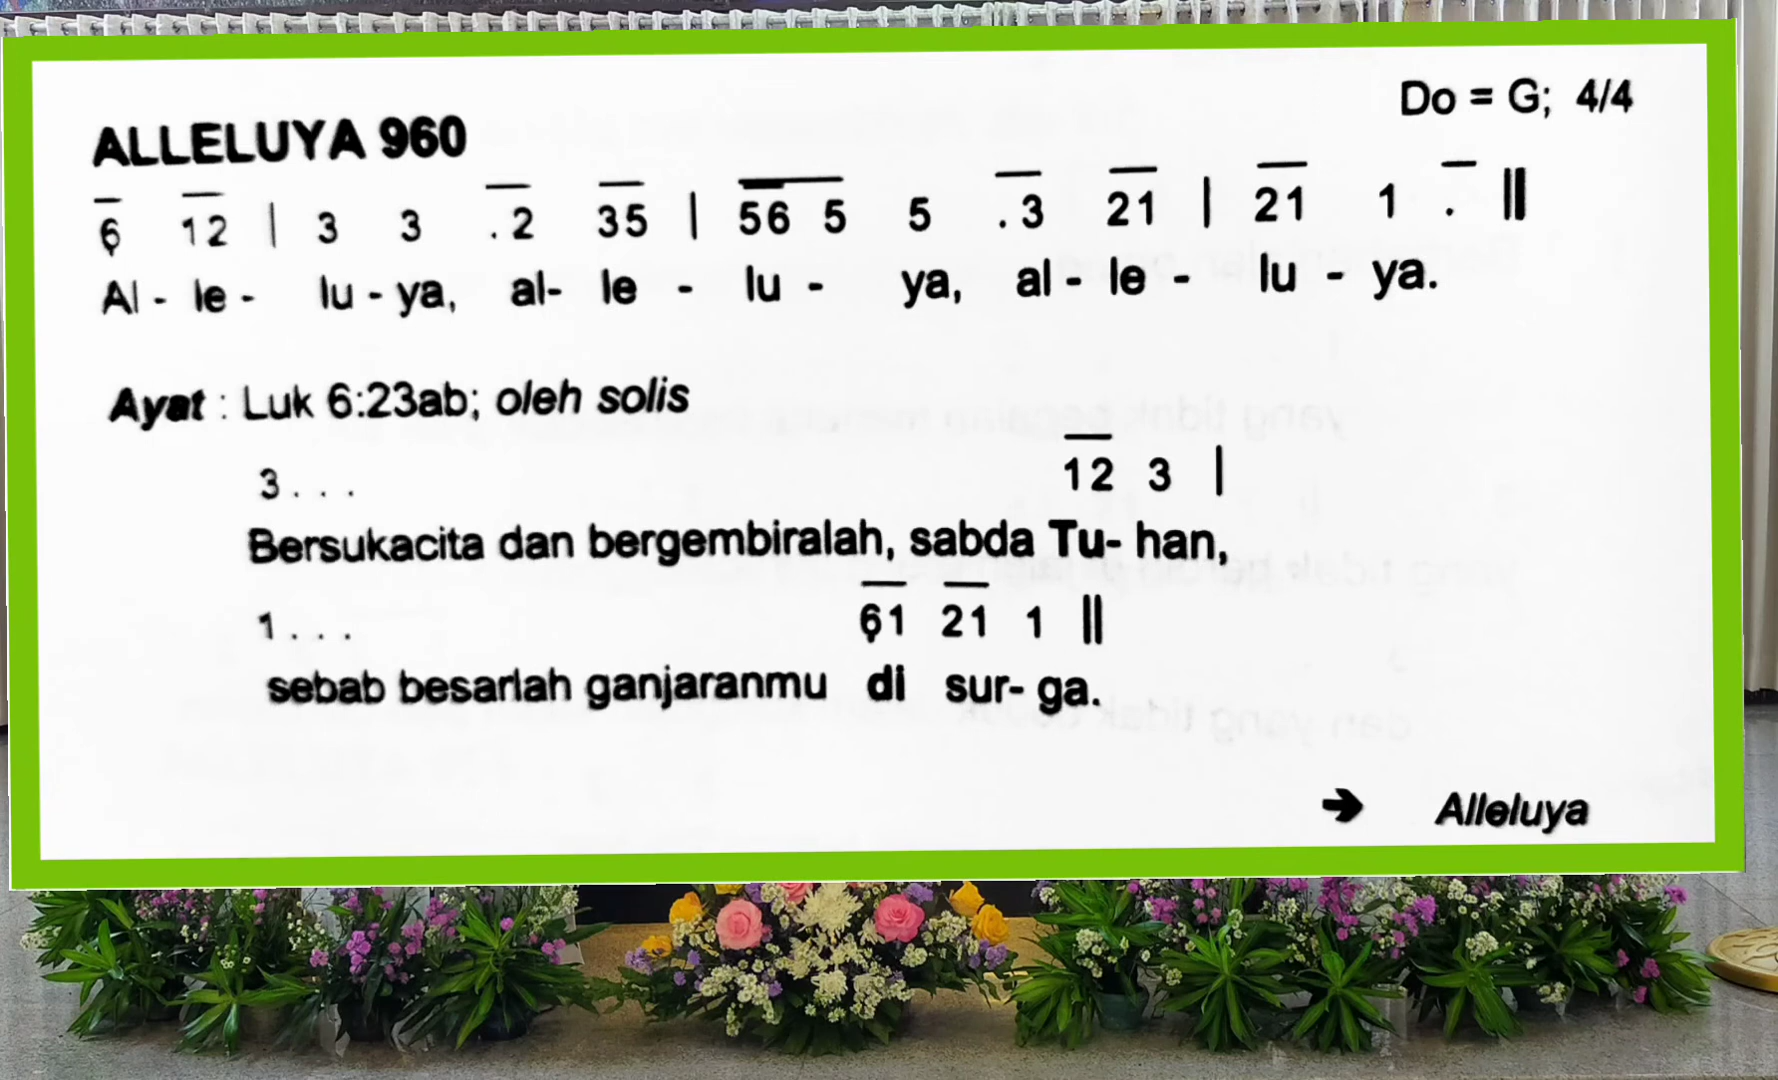 Do = G; 4/4
ALLELUYA 960
6̣ 12 | 3 3 .2 35 | 56 5 5 .3 21 | 21 1 . ||
Al - le - lu - ya, al- le - lu - ya, al - le - lu - ya.
Ayat : Luk 6:23ab; oleh solis
3 . . . 12 3 |
Bersukacita dan bergembiralah, sabda Tu- han,
1 . . . 6̣1 21 1 ||
sebab besarlah ganjaranmu di sur- ga.
➔ Alleluya